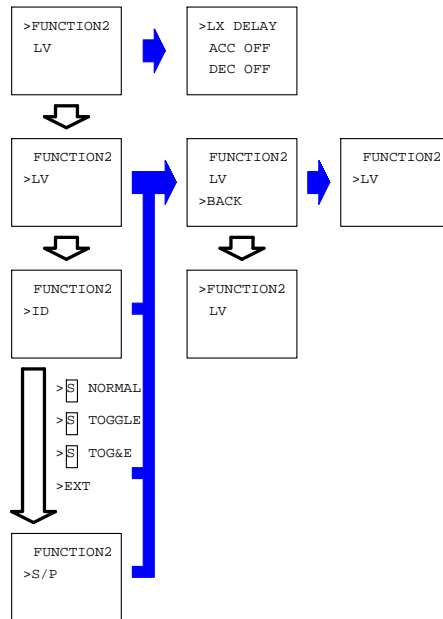 >FUNCTION2
LV
>LX DELAY
ACC OFF
DEC OFF
FUNCTION2
>LV
FUNCTION2
LV
>BACK
FUNCTION2
>LV
FUNCTION2
>ID
>FUNCTION2
LV
>S NORMAL
>S TOGGLE
>S TOG&E
>EXT
FUNCTION2
>S/P